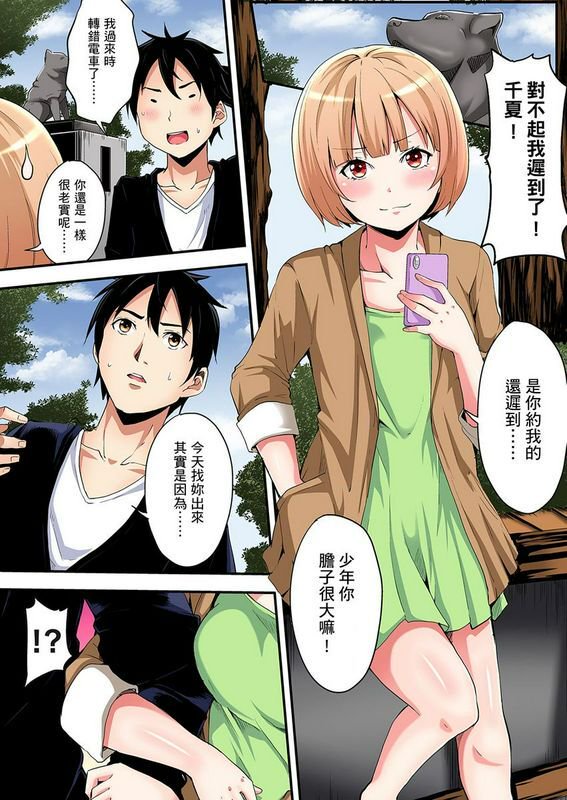 對不起我遲到了！
千夏！
是你約我的
還遲到……
少年你
膽子很大嘛！
我過來時
轉錯電車了……
你還是一樣
很老實呢……
今天找妳出來
其實是因為……
!?